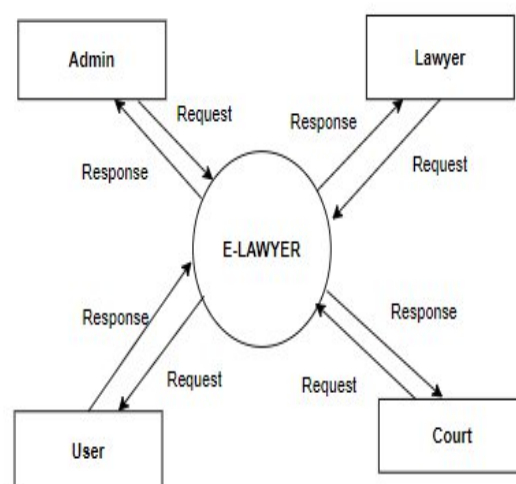 Admin
Lawyer
Request
Response
Response
Request
E-LAWYER
Response
Response
Request
Request
User
Court